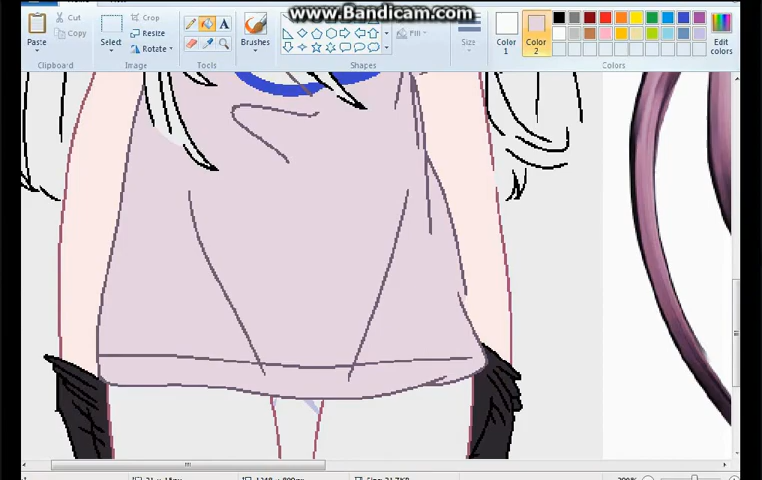 www.Bandicam.com
Paste
Cut
Copy
Clipboard
Select
Crop
Resize
Rotate
Image
A
Tools
Brushes
Fill
Shapes
Size
Color 1
Color 2
Edit colors
Colors